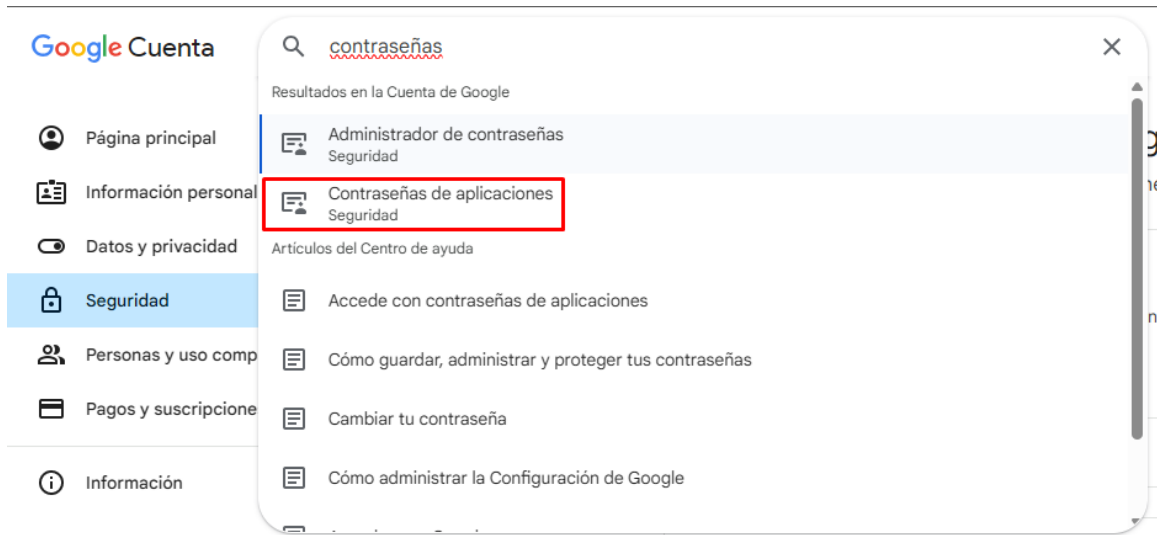 Google Cuenta
contraseñas
Resultados en la Cuenta de Google
Página principal
Administrador de contraseñas
Seguridad
Información personal
Contraseñas de aplicaciones
Seguridad
Datos y privacidad
Artículos del Centro de ayuda
Seguridad
Accede con contraseñas de aplicaciones
Personas y uso comp
Cómo guardar, administrar y proteger tus contraseñas
Pagos y suscripcione
Cambiar tu contraseña
Información
Cómo administrar la Configuración de Google